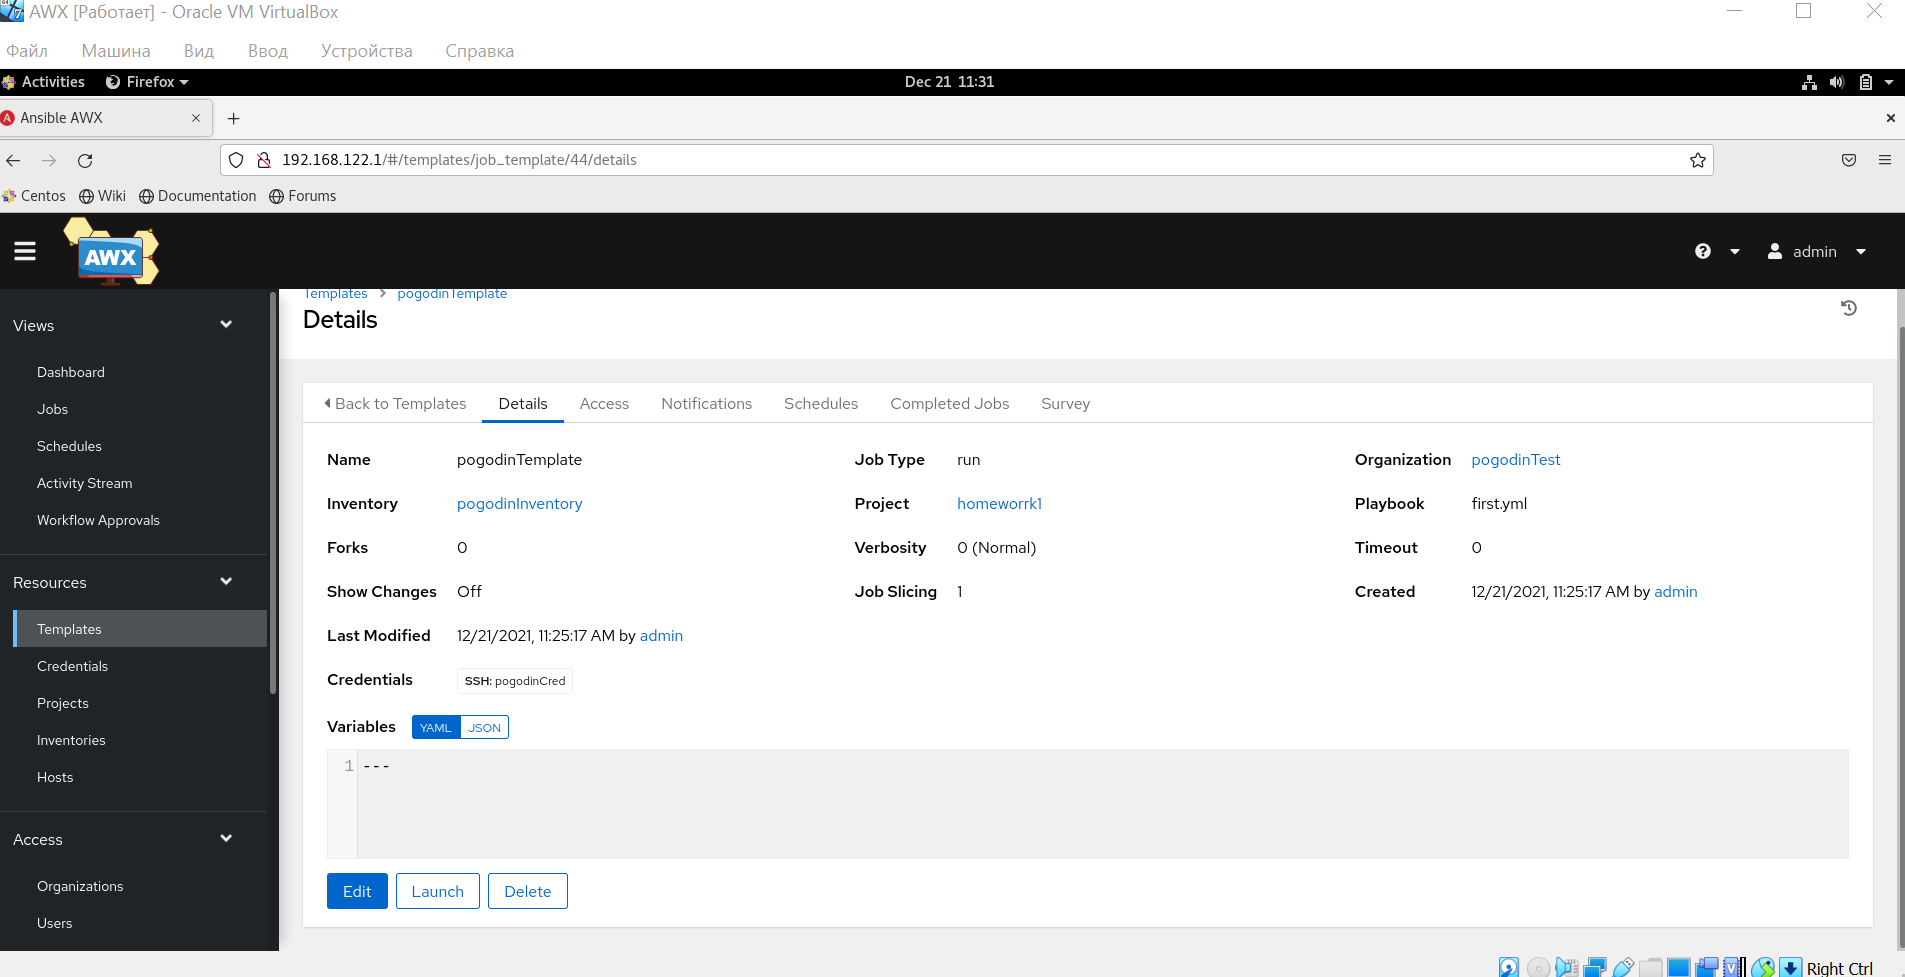 AWX [Работает] - Oracle VM VirtualBox
Файл Машина Вид Ввод Устройства Справка
Activities Firefox Dec 21 11:31
Ansible AWX
192.168.122.1/#/templates/job_template/44/details
Centos Wiki Documentation Forums
AWX admin
Templates pogodinTemplate
Details
Views
Dashboard
Jobs
Schedules
Activity Stream
Workflow Approvals
Resources
Templates
Credentials
Projects
Inventories
Hosts
Access
Organizations
Users
Back to Templates Details Access Notifications Schedules Completed Jobs Survey
Name pogodinTemplate Job Type run Organization pogodinTest
Inventory pogodinInventory Project homeworrk1 Playbook first.yml
Forks 0 Verbosity 0 (Normal) Timeout 0
Show Changes Off Job Slicing 1 Created 12/21/2021, 11:25:17 AM by admin
Last Modified 12/21/2021, 11:25:17 AM by admin
Credentials SSH: pogodinCred
Variables YAML JSON
1 ---
Edit Launch Delete
Right Ctrl